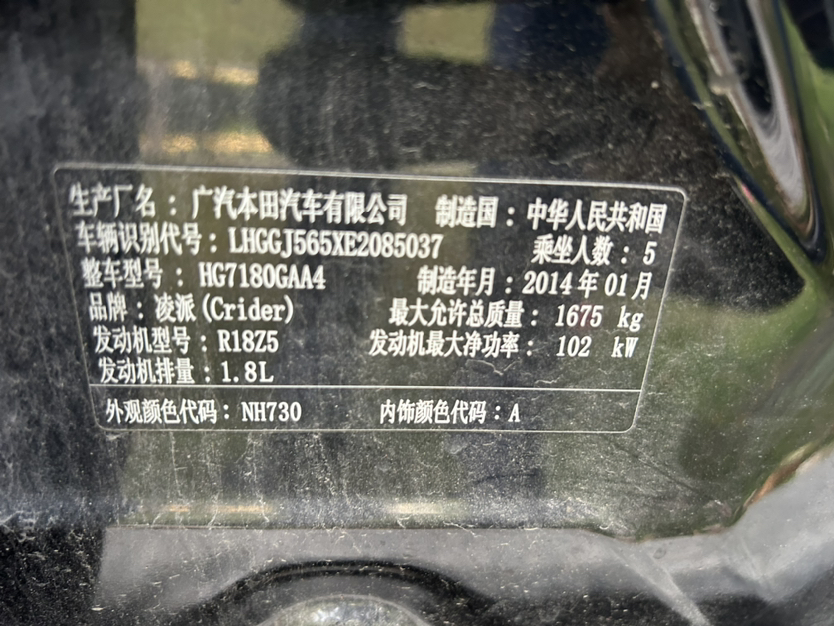 生产厂名：广汽本田汽车有限公司 制造国：中华人民共和国
车辆识别代号：LHGGJ565XE2085037 乘坐人数：5
整车型号：HG7180GAA4 制造年月：2014年01月
品牌：凌派(Crider) 最大允许总质量：1675 kg
发动机型号：R18Z5 发动机最大净功率：102 kW
发动机排量：1.8L
外观颜色代码：NH730 内饰颜色代码：A